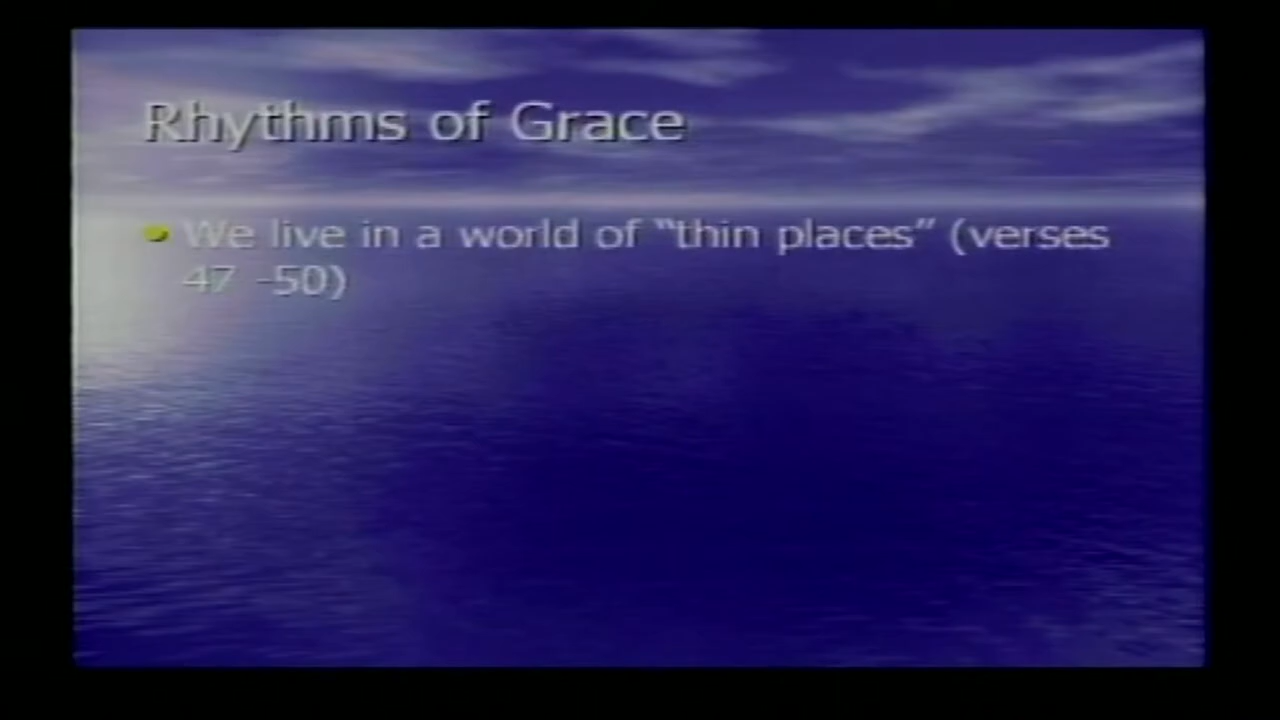 Rhythms of Grace
We live in a world of “thin places” (verses
47 -50)